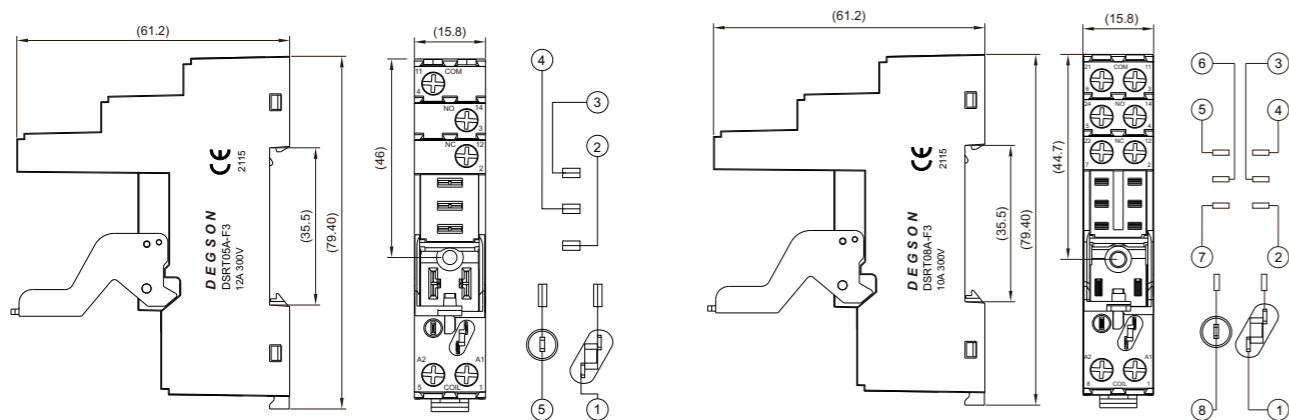 (61.2)
(15.8)
11
COM
4
NO
14
3
NC
12
2
(46)
CE
2115
DEGSON
DSRT05A-F3
12A 300V
(35.5)
(79.40)
A2
A1
5
COIL
1
4
3
2
5
1
(61.2)
(15.8)
21
COM
11
6
3
24
NO
14
5
4
22
NC
12
7
2
(44.7)
CE
2115
DEGSON
DSRT08A-F3
10A 300V
(35.5)
(79.40)
A2
A1
8
COIL
1
6
3
5
4
7
2
8
1